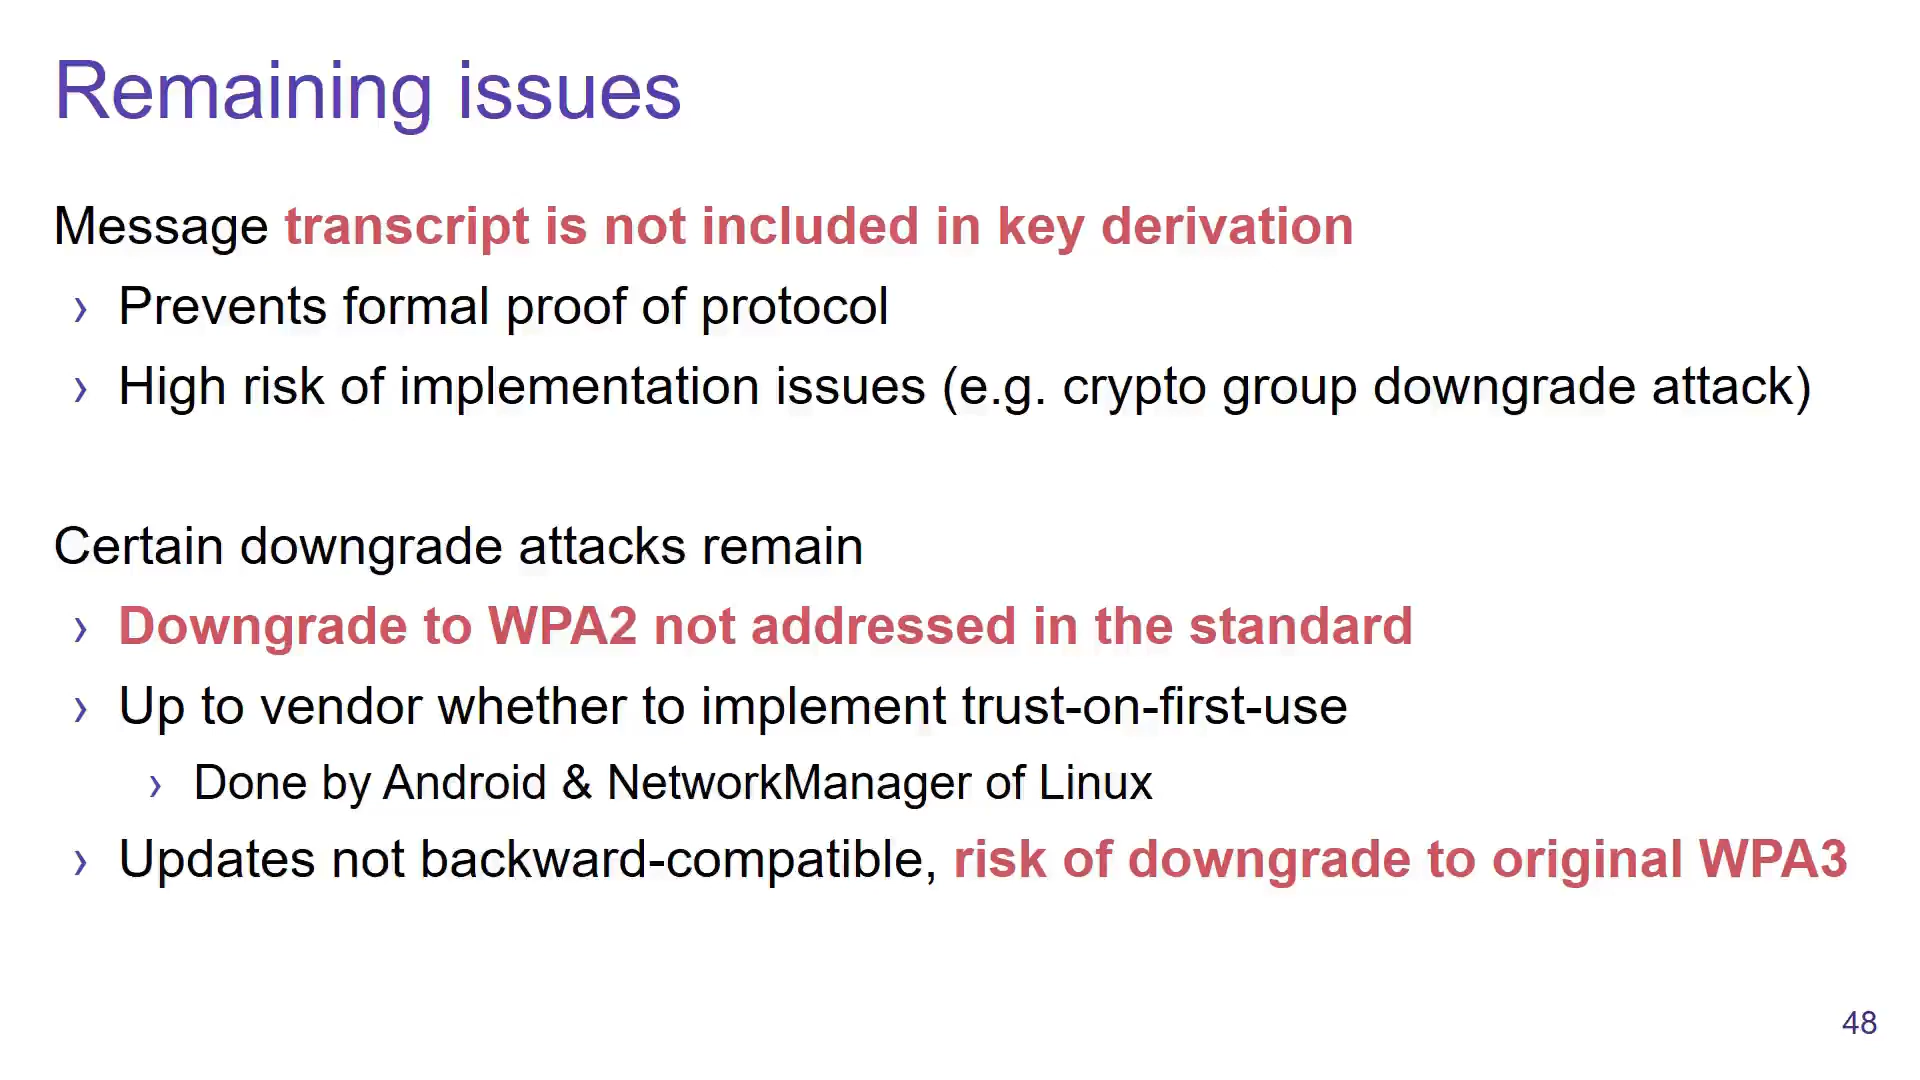 Remaining issues
Message transcript is not included in key derivation
› Prevents formal proof of protocol
› High risk of implementation issues (e.g. crypto group downgrade attack)
Certain downgrade attacks remain
› Downgrade to WPA2 not addressed in the standard
› Up to vendor whether to implement trust-on-first-use
› Done by Android & NetworkManager of Linux
› Updates not backward-compatible, risk of downgrade to original WPA3
48